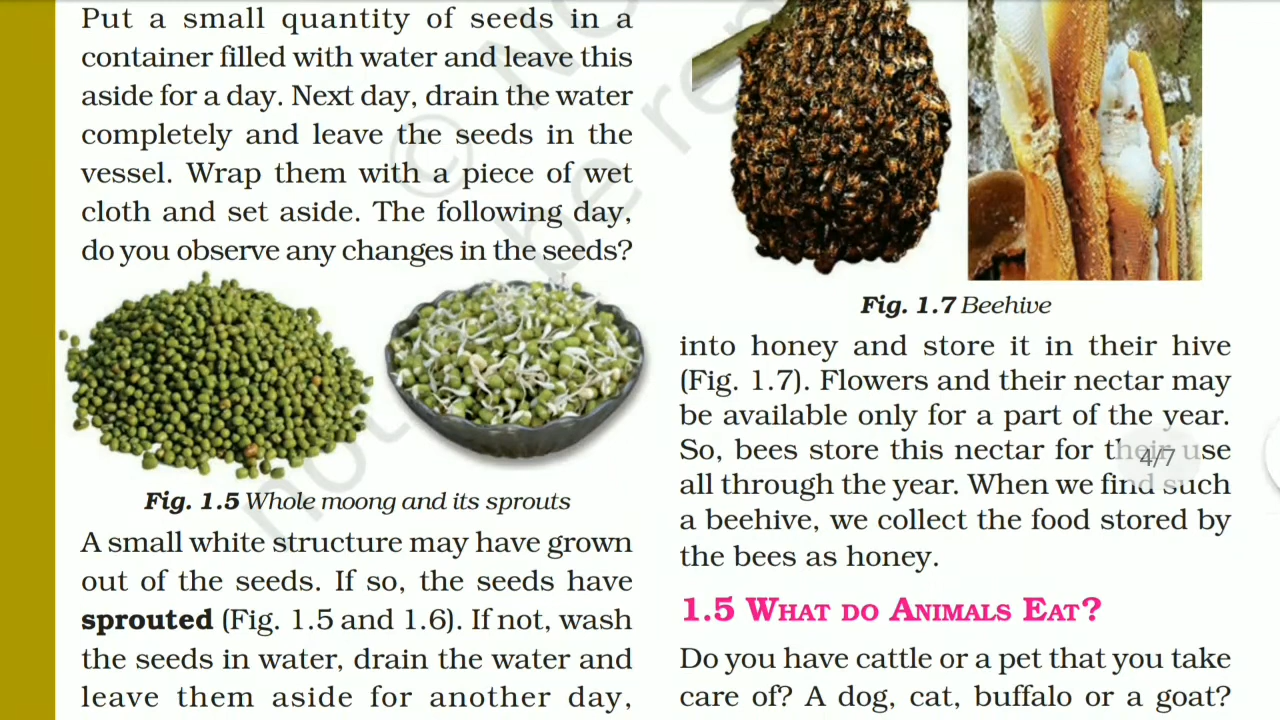 Put a small quantity of seeds in a
container filled with water and leave this
aside for a day. Next day, drain the water
completely and leave the seeds in the
vessel. Wrap them with a piece of wet
cloth and set aside. The following day,
do you observe any changes in the seeds?
Fig. 1.5 Whole moong and its sprouts
A small white structure may have grown
out of the seeds. If so, the seeds have
sprouted (Fig. 1.5 and 1.6). If not, wash
the seeds in water, drain the water and
leave them aside for another day,
Fig. 1.7 Beehive
into honey and store it in their hive
(Fig. 1.7). Flowers and their nectar may
be available only for a part of the year.
So, bees store this nectar for their use
all through the year. When we find such
a beehive, we collect the food stored by
the bees as honey.
1.5 WHAT DO ANIMALS EAT?
Do you have cattle or a pet that you take
care of? A dog, cat, buffalo or a goat?
4/7
not be re
©